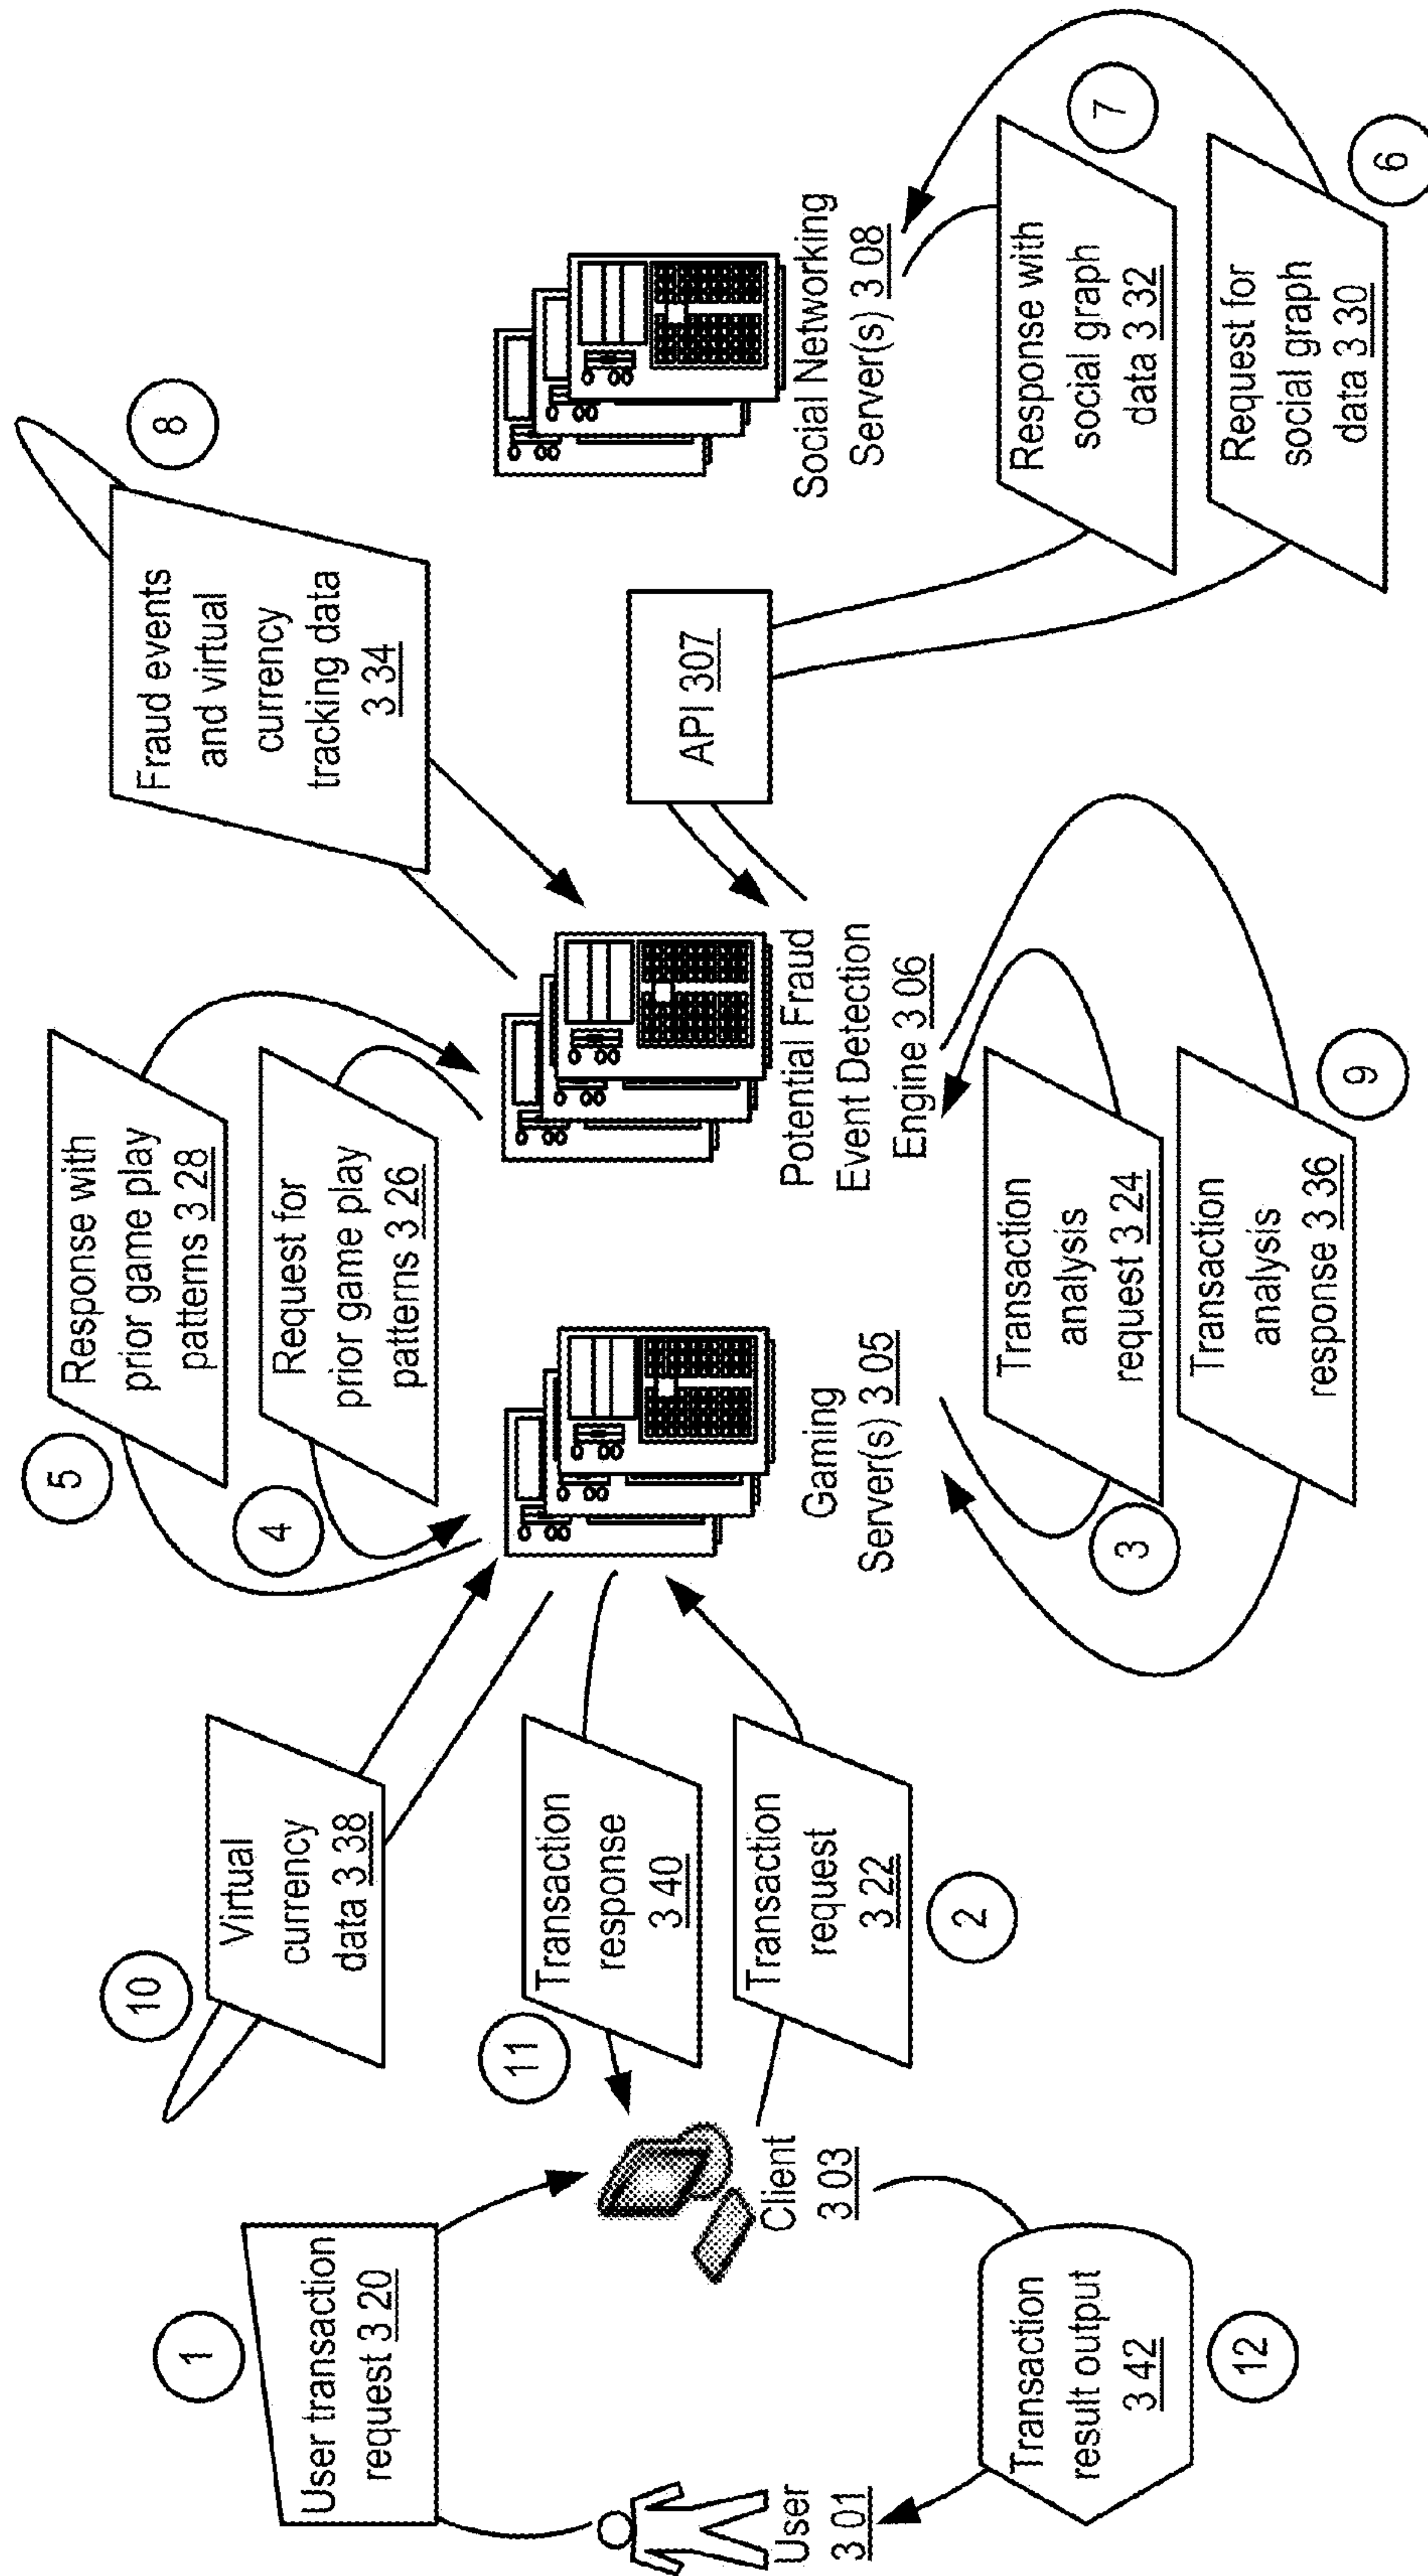 1
User transaction
request 3 20
User
3 01
Transaction
result output
3 42
12
Client
3 03
10
Virtual
currency
data 3 38
11
Transaction
response
3 40
Transaction
request
3 22
2
5
Response with
prior game play
patterns 3 28
4
Request for
prior game play
patterns 3 26
Gaming
Server(s) 3 05
3
Transaction
analysis
request 3 24
Transaction
analysis
response 3 36
9
Potential Fraud
Event Detection
Engine 3 06
8
Fraud events
and virtual
currency
tracking data
3 34
API 307
Social Networking
Server(s) 3 08
7
Response with
social graph
data 3 32
Request for
social graph
data 3 30
6